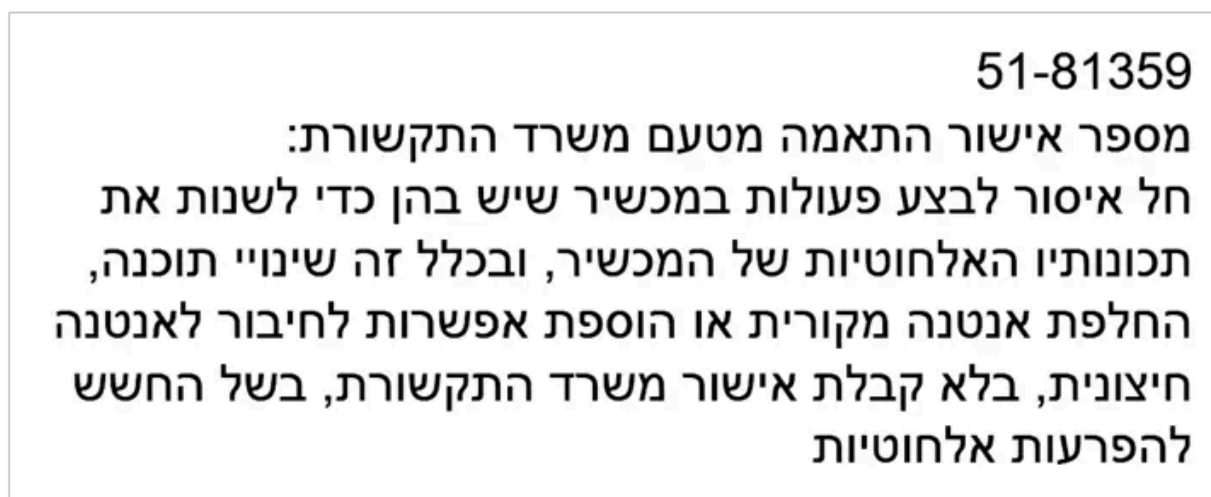 51-81359
מספר אישור התאמה מטעם משרד התקשורת:
חל איסור לבצע פעולות במכשיר שיש בהן כדי לשנות את
תכונותיו האלחוטיות של המכשיר, ובכלל זה שינויי תוכנה,
החלפת אנטנה מקורית או הוספת אפשרות לחיבור לאנטנה
חיצונית, בלא קבלת אישור משרד התקשורת, בשל החשש
להפרעות אלחוטיות